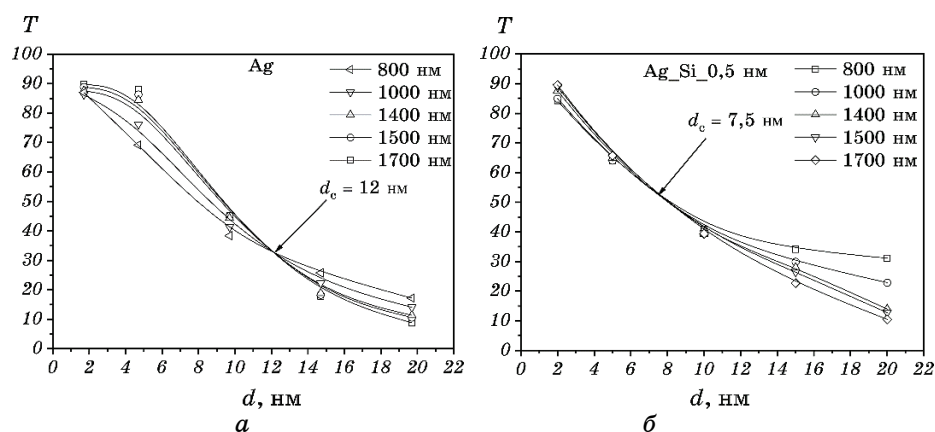 T
100
90
80
70
60
50
40
30
20
10
0
Ag
800 нм
1000 нм
1400 нм
1500 нм
1700 нм
d_c = 12 нм
0 2 4 6 8 10 12 14 16 18 20 22
d, нм
а
T
100
90
80
70
60
50
40
30
20
10
0
Ag_Si_0,5 нм
800 нм
1000 нм
1400 нм
1500 нм
1700 нм
d_c = 7,5 нм
0 2 4 6 8 10 12 14 16 18 20 22
d, нм
б